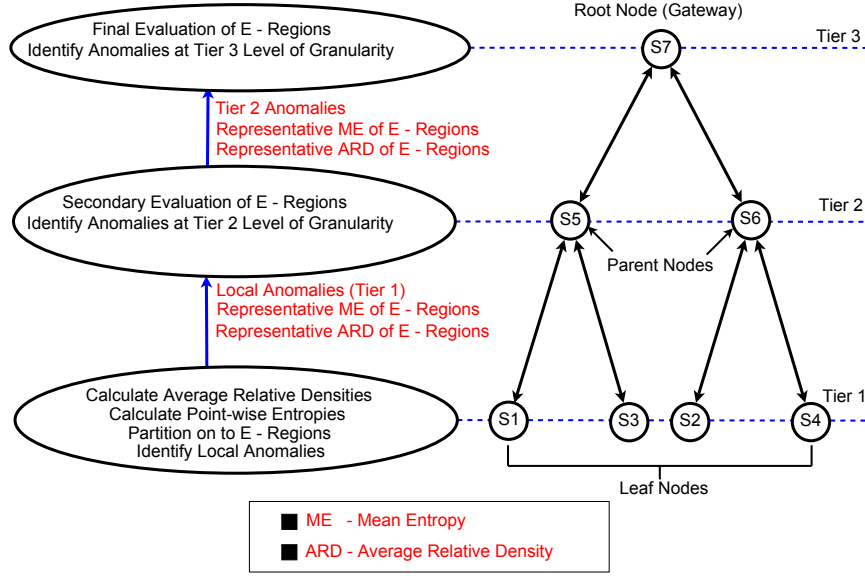 Root Node (Gateway)
Final Evaluation of E - Regions
Identify Anomalies at Tier 3 Level of Granularity
S7
Tier 3
Tier 2 Anomalies
Representative ME of E - Regions
Representative ARD of E - Regions
Secondary Evaluation of E - Regions
Identify Anomalies at Tier 2 Level of Granularity
S5
S6
Tier 2
Parent Nodes
Local Anomalies (Tier 1)
Representative ME of E - Regions
Representative ARD of E - Regions
Calculate Average Relative Densities
Calculate Point-wise Entropies
Partition on to E - Regions
Identify Local Anomalies
S1
S3
S2
S4
Tier 1
Leaf Nodes
ME - Mean Entropy
ARD - Average Relative Density